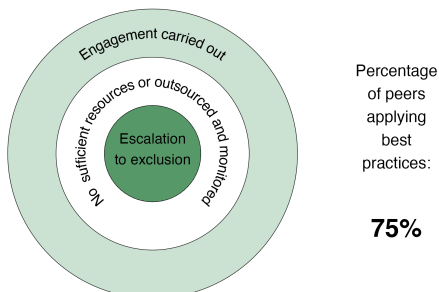 Engagement carried out
No sufficient resources or outsourced and monitored
Escalation
to exclusion
Percentage
of peers
applying
best
practices:
75%